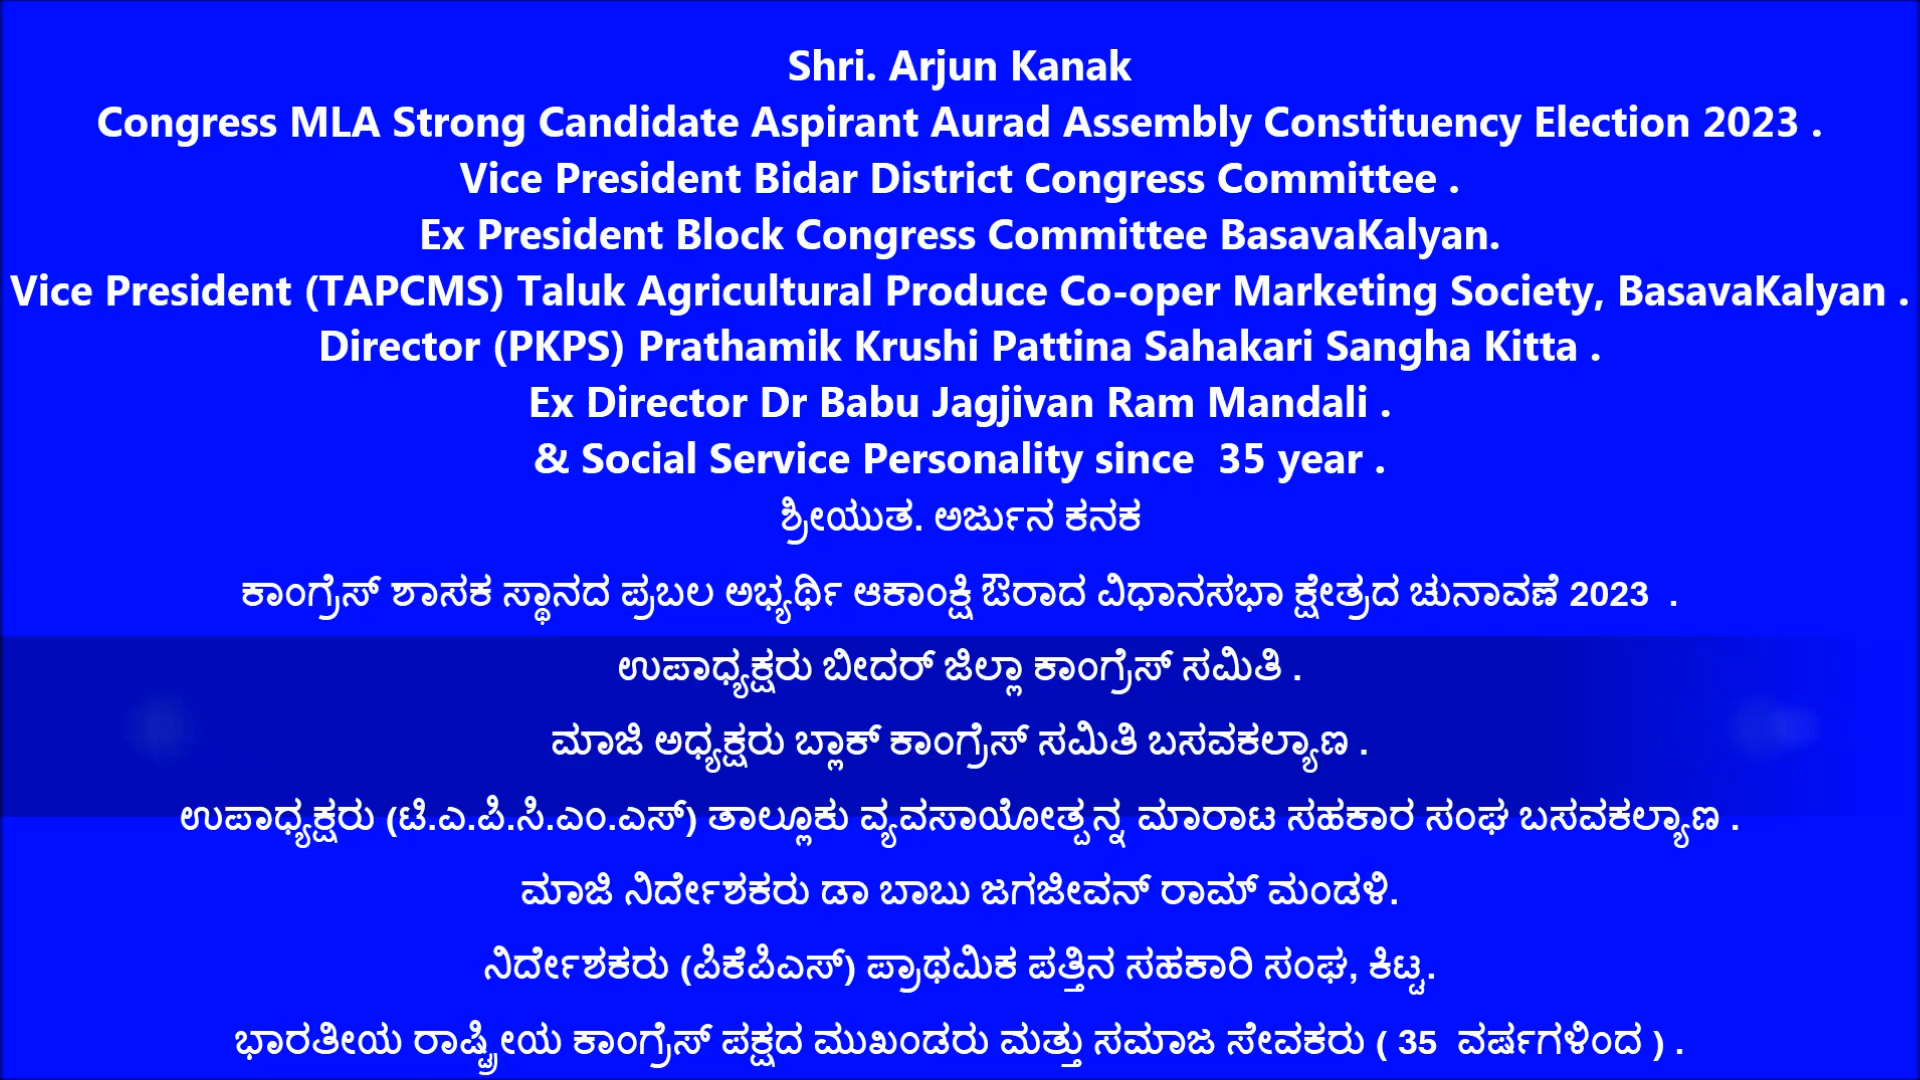 Shri. Arjun Kanak
Congress MLA Strong Candidate Aspirant Aurad Assembly Constituency Election 2023 .
Vice President Bidar District Congress Committee .
Ex President Block Congress Committee BasavaKalyan.
Vice President (TAPCMS) Taluk Agricultural Produce Co-oper Marketing Society, BasavaKalyan .
Director (PKPS) Prathamik Krushi Pattina Sahakari Sangha Kitta .
Ex Director Dr Babu Jagjivan Ram Mandali .
& Social Service Personality since  35 year .
ಶ್ರೀಯುತ. ಅರ್ಜುನ ಕನಕ
ಕಾಂಗ್ರೆಸ್ ಶಾಸಕ ಸ್ಥಾನದ ಪ್ರಬಲ ಅಭ್ಯರ್ಥಿ ಆಕಾಂಕ್ಷಿ ಔರಾದ ವಿಧಾನಸಭಾ ಕ್ಷೇತ್ರದ ಚುನಾವಣೆ 2023  .
ಉಪಾಧ್ಯಕ್ಷರು ಬೀದರ್ ಜಿಲ್ಲಾ ಕಾಂಗ್ರೆಸ್ ಸಮಿತಿ .
ಮಾಜಿ ಅಧ್ಯಕ್ಷರು ಬ್ಲಾಕ್ ಕಾಂಗ್ರೆಸ್ ಸಮಿತಿ ಬಸವಕಲ್ಯಾಣ .
ಉಪಾಧ್ಯಕ್ಷರು (ಟಿ.ಎ.ಪಿ.ಸಿ.ಎಂ.ಎಸ್) ತಾಲ್ಲೂಕು ವ್ಯವಸಾಯೋತ್ಪನ್ನ ಮಾರಾಟ ಸಹಕಾರ ಸಂಘ ಬಸವಕಲ್ಯಾಣ .
ಮಾಜಿ ನಿರ್ದೇಶಕರು ಡಾ ಬಾಬು ಜಗಜೀವನ್ ರಾಮ್ ಮಂಡಳಿ.
ನಿರ್ದೇಶಕರು (ಪಿಕೆಪಿಎಸ್) ಪ್ರಾಥಮಿಕ ಪತ್ತಿನ ಸಹಕಾರಿ ಸಂಘ, ಕಿಟ್ಟ.
ಭಾರತೀಯ ರಾಷ್ಟ್ರೀಯ ಕಾಂಗ್ರೆಸ್ ಪಕ್ಷದ ಮುಖಂಡರು ಮತ್ತು ಸಮಾಜ ಸೇವಕರು ( 35  ವರ್ಷಗಳಿಂದ ) .